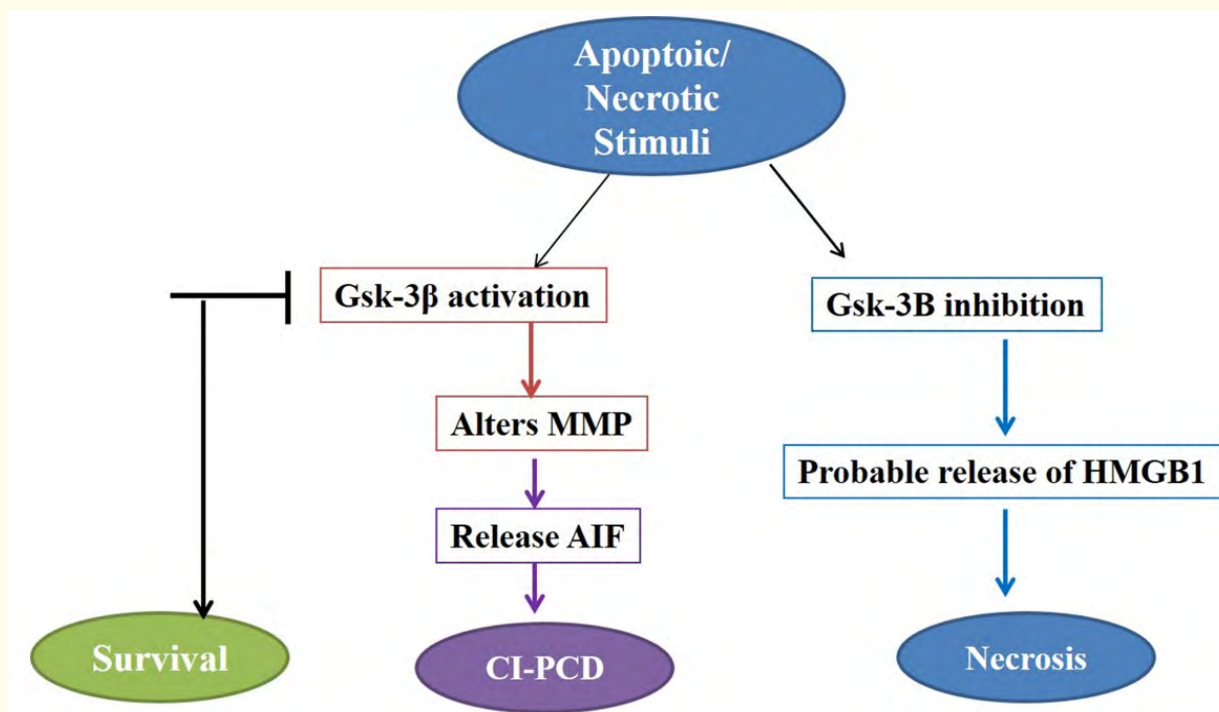 Apoptoic/
Necrotic
Stimuli
Gsk-3β activation
Gsk-3B inhibition
Alters MMP
Probable release of HMGB1
Release AIF
Survival
CI-PCD
Necrosis